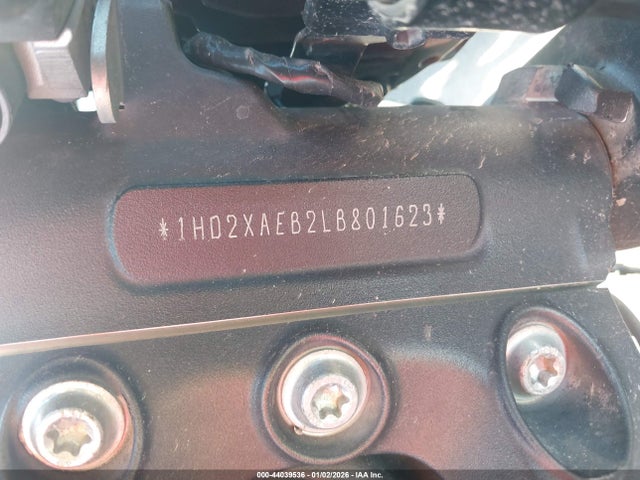 *1HD2XAEB2LB801623*
000-44039536 | 01/02/2026 | IAA Inc.